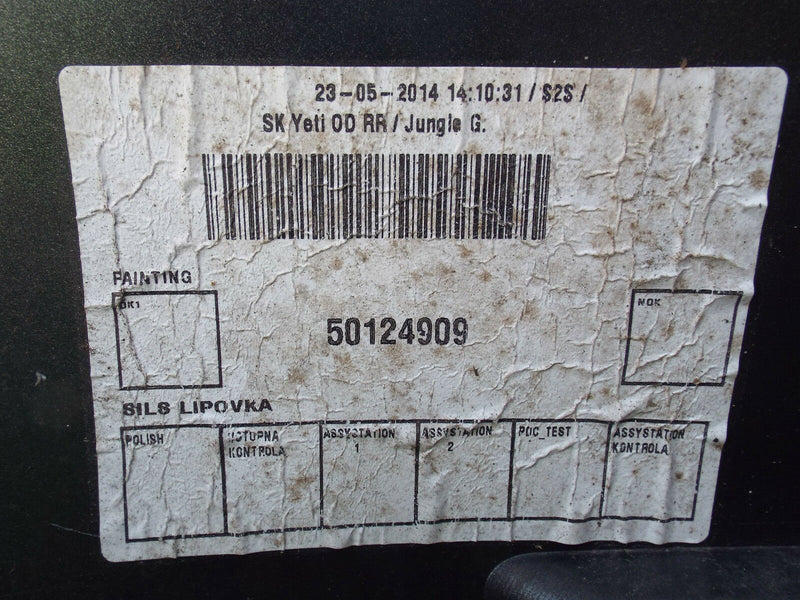 23-05-2014 14:10:31 / S2S /
SK Yeti OD RR / Jungle G.
PAINTING
OK1
NOK
50124909
SILS LIPOVKA
POLISH
VSTUPNA
KONTROLA
ASSYSTATION
1
ASSYSTATION
2
PDC_TEST
ASSYSTATION
KONTROLA